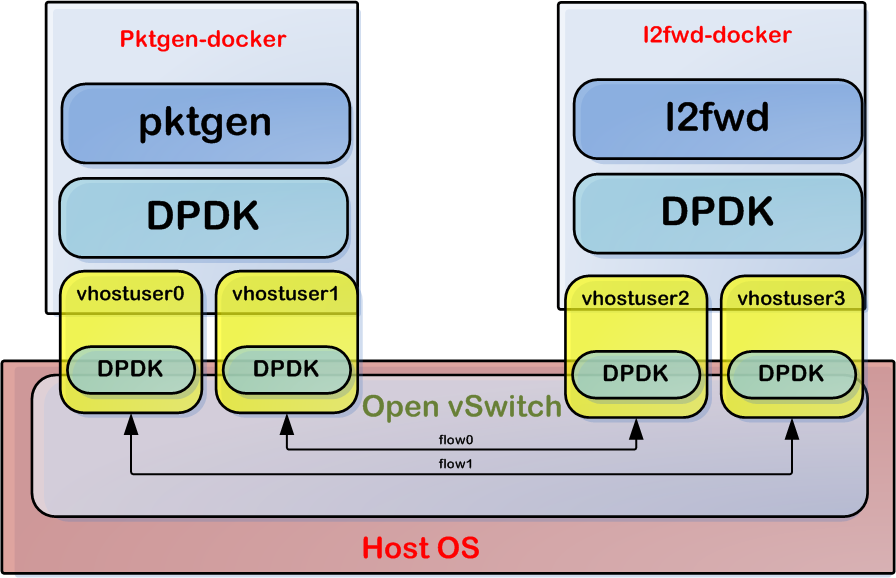 Pktgen-docker
l2fwd-docker
pktgen
l2fwd
DPDK
DPDK
vhostuser0
vhostuser1
vhostuser2
vhostuser3
DPDK
DPDK
DPDK
DPDK
Open vSwitch
flow0
flow1
Host OS